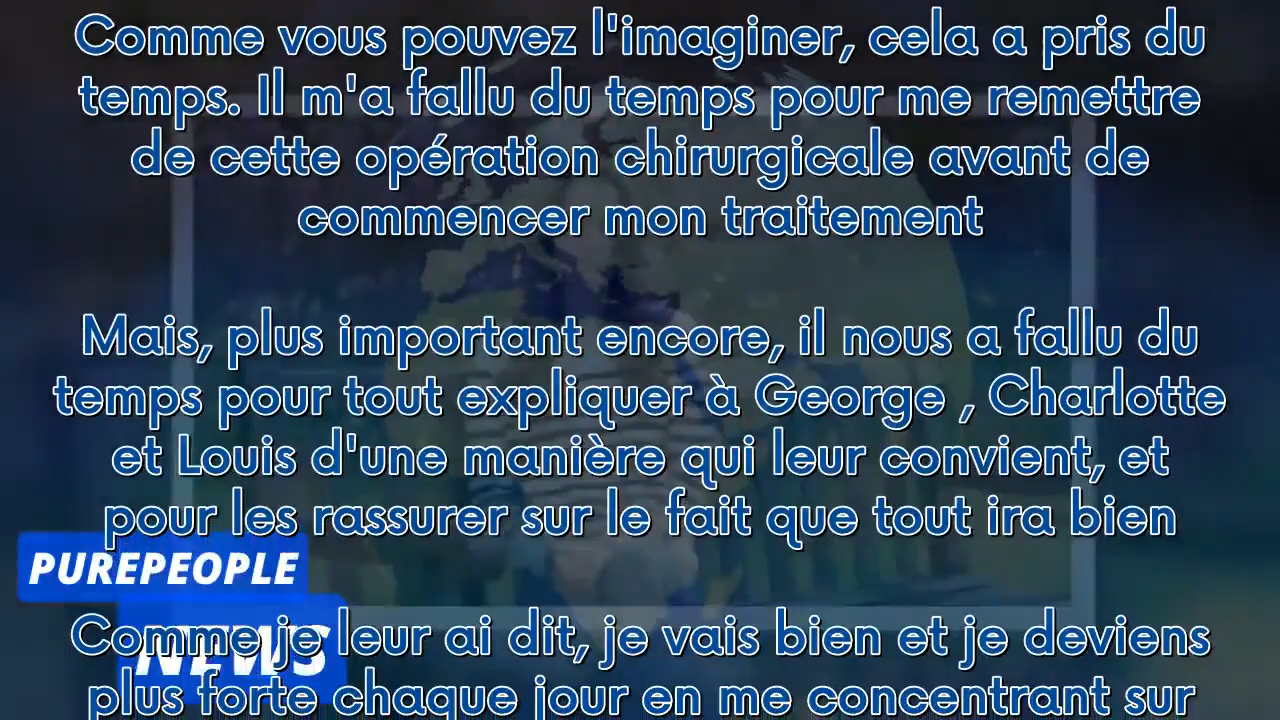 Comme vous pouvez l'imaginer, cela a pris du
temps. Il m'a fallu du temps pour me remettre
de cette opération chirurgicale avant de
commencer mon traitement
Mais, plus important encore, il nous a fallu du
temps pour tout expliquer à George , Charlotte
et Louis d'une manière qui leur convient, et
pour les rassurer sur le fait que tout ira bien
PUREPEOPLE
NEWS
Comme je leur ai dit, je vais bien et je deviens
plus forte chaque jour en me concentrant sur